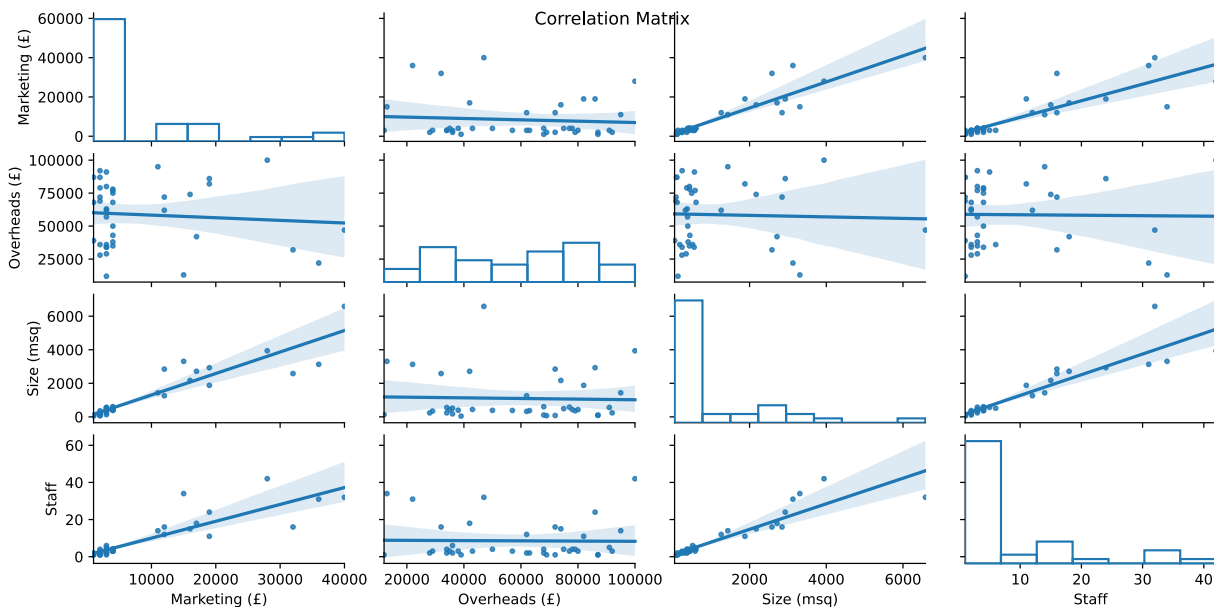 Correlation Matrix
Marketing (£)
60000
40000
20000
0
Overheads (£)
100000
75000
50000
25000
Size (msq)
6000
4000
2000
0
Staff
60
40
20
0
10000 20000 30000 40000
20000 40000 60000 80000 100000
2000 4000 6000
10 20 30 40
Marketing (£)
Overheads (£)
Size (msq)
Staff